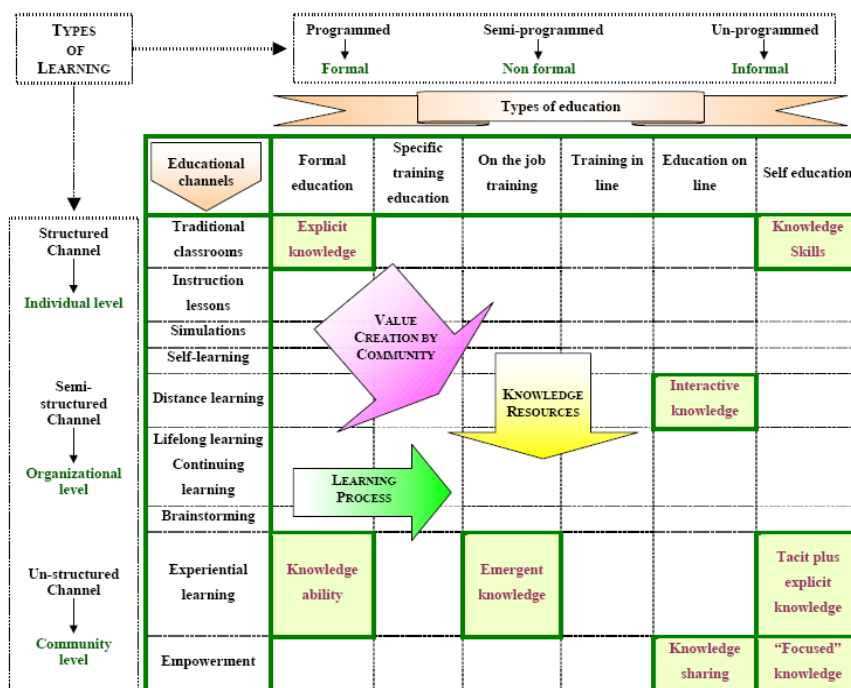 TYPES
OF
LEARNING
Programmed
Semi-programmed
Un-programmed
Formal
Non formal
Informal
Types of education
Educational
channels
Formal
education
Specific
training
education
On the job
training
Training in
line
Education on
line
Self education
Structured
Channel
Individual level
Traditional
classrooms
Explicit
knowledge
Knowledge
Skills
Instruction
lessons
Simulations
Self-learning
VALUE
CREATION BY
COMMUNITY
Semi-
structured
Channel
Organizational
level
Distance learning
KNOWLEDGE
RESOURCES
Interactive
knowledge
Lifelong learning
Continuing
learning
Brainstorming
LEARNING
PROCESS
Un-structured
Channel
Community
level
Experiential
learning
Knowledge
ability
Emergent
knowledge
Tacit plus
explicit
knowledge
Empowerment
Knowledge
sharing
“Focused”
knowledge